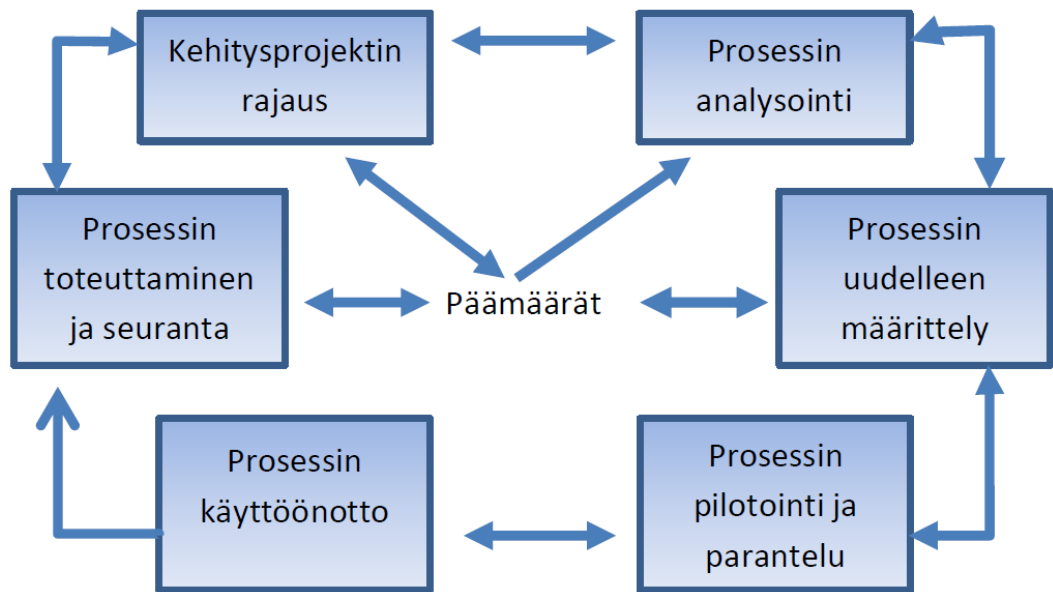 Kehitysprojektin
rajaus
Prosessin
analysointi
Prosessin
toteuttaminen
ja seuranta
Päämäärät
Prosessin
uudelleen
määrittely
Prosessin
käyttöönotto
Prosessin
pilotointi ja
parantelu